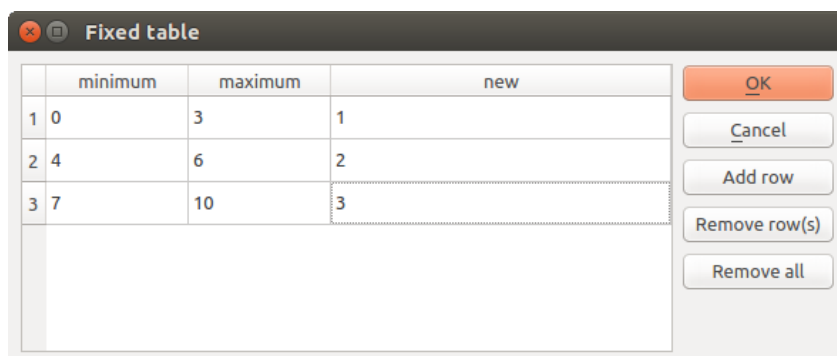 Fixed table
minimum maximum new
1 0 3 1
2 4 6 2
3 7 10 3
OK
Cancel
Add row
Remove row(s)
Remove all